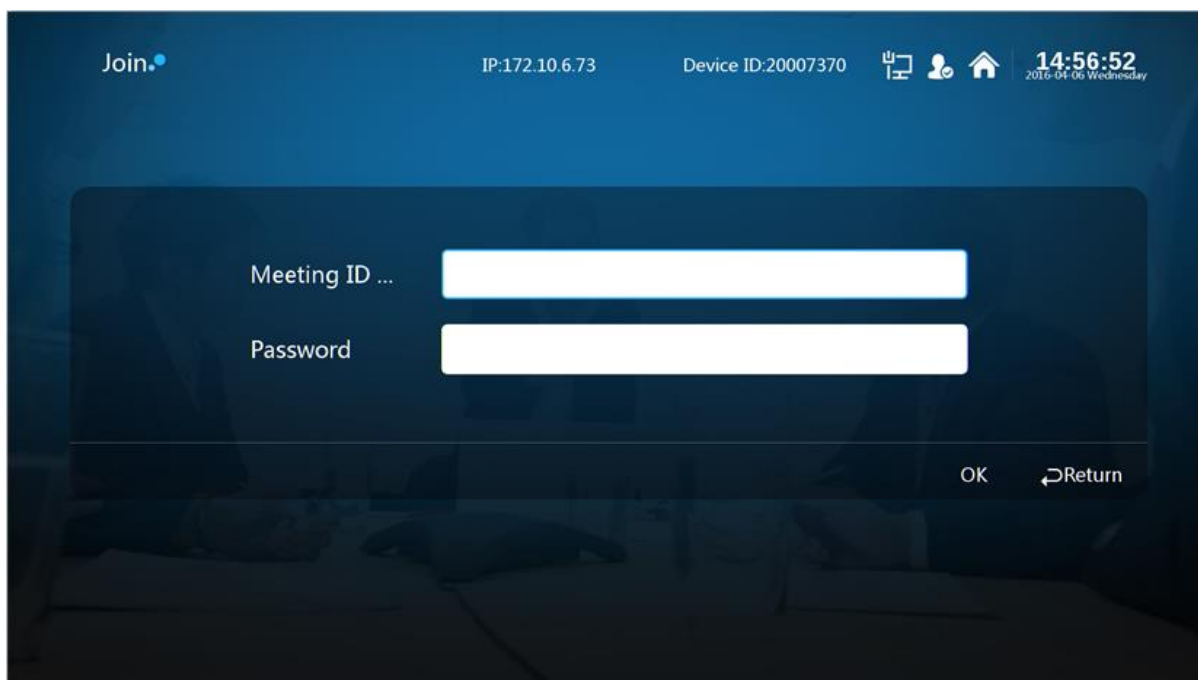 Join
IP:172.10.6.73
Device ID:20007370
14:56:52
2016-04-06 Wednesday
Meeting ID ...
Password
OK
Return